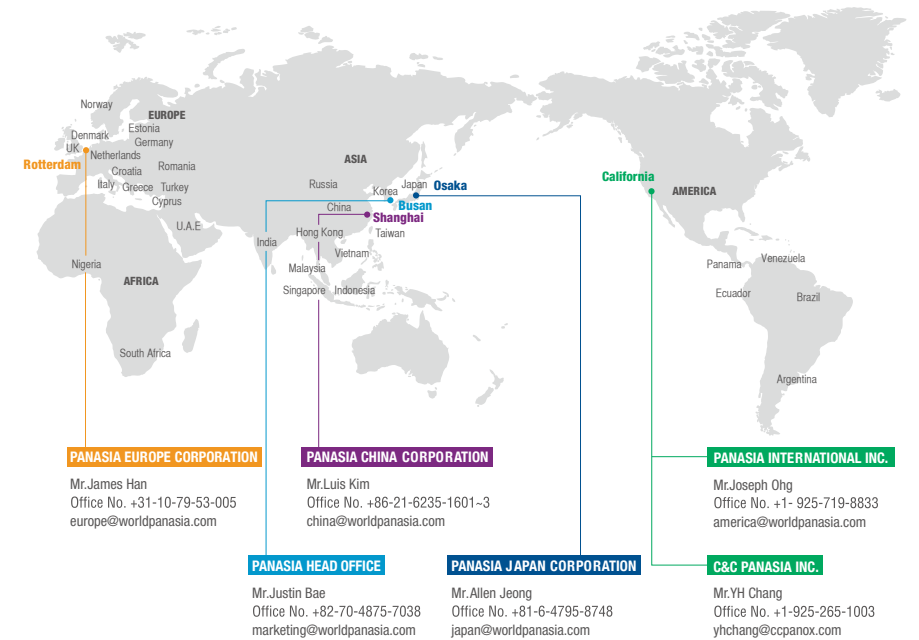 Norway
EUROPE
Estonia
Denmark
Germany
UK
Netherlands
Rotterdam
Croatia
Romania
Italy
Greece
Turkey
Cyprus
U.A.E
Nigeria
AFRICA
South Africa
ASIA
Russia
Korea
Japan
Osaka
Busan
China
Shanghai
Hong Kong
Taiwan
India
Vietnam
Malaysia
Singapore
Indonesia
California
AMERICA
Panama
Venezuela
Ecuador
Brazil
Argentina
PANASIA EUROPE CORPORATION
Mr.James Han
Office No. +31-10-79-53-005
europe@worldpanasia.com
PANASIA CHINA CORPORATION
Mr.Luis Kim
Office No. +86-21-6235-1601~3
china@worldpanasia.com
PANASIA INTERNATIONAL INC.
Mr.Joseph Ohg
Office No. +1- 925-719-8833
america@worldpanasia.com
PANASIA HEAD OFFICE
Mr.Justin Bae
Office No. +82-70-4875-7038
marketing@worldpanasia.com
PANASIA JAPAN CORPORATION
Mr.Allen Jeong
Office No. +81-6-4795-8748
japan@worldpanasia.com
C&C PANASIA INC.
Mr.YH Chang
Office No. +1-925-265-1003
yhchang@ccpanox.com